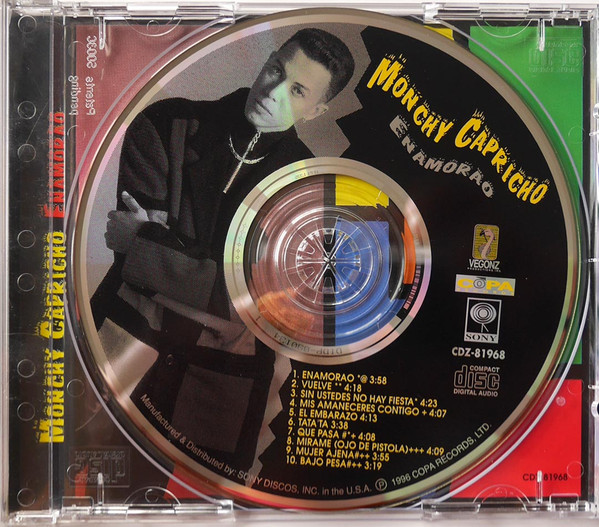 MONCHY CAPRICHO ENAMORAO
Patents 5003C
pending
MONCHY CAPRICHO
ENAMORAO
VEGONZ
COPA
SONY
CDZ-81968
COMPACT
disc
DIGITAL AUDIO
1. ENAMORAO *@ 3:58
2. VUELVE ** 4:18
3. SIN USTEDES NO HAY FIESTA* 4:23
4. MIS AMANECERES CONTIGO + 4:07
5. EL EMBARAZO 4:13
6. TATA'TA 3:38
7. QUE PASA #*+ 4:08
8. MIRAME (OJO DE PISTOLA)+++ 4:09
9. MUJER AJENA#++ 3:55
10. BAJO PESA#++ 3:19
Manufactured & Distributed by: SONY DISCOS, INC. in the U.S.A. Ⓟ 1996 COPA RECORDS, LTD.
81968